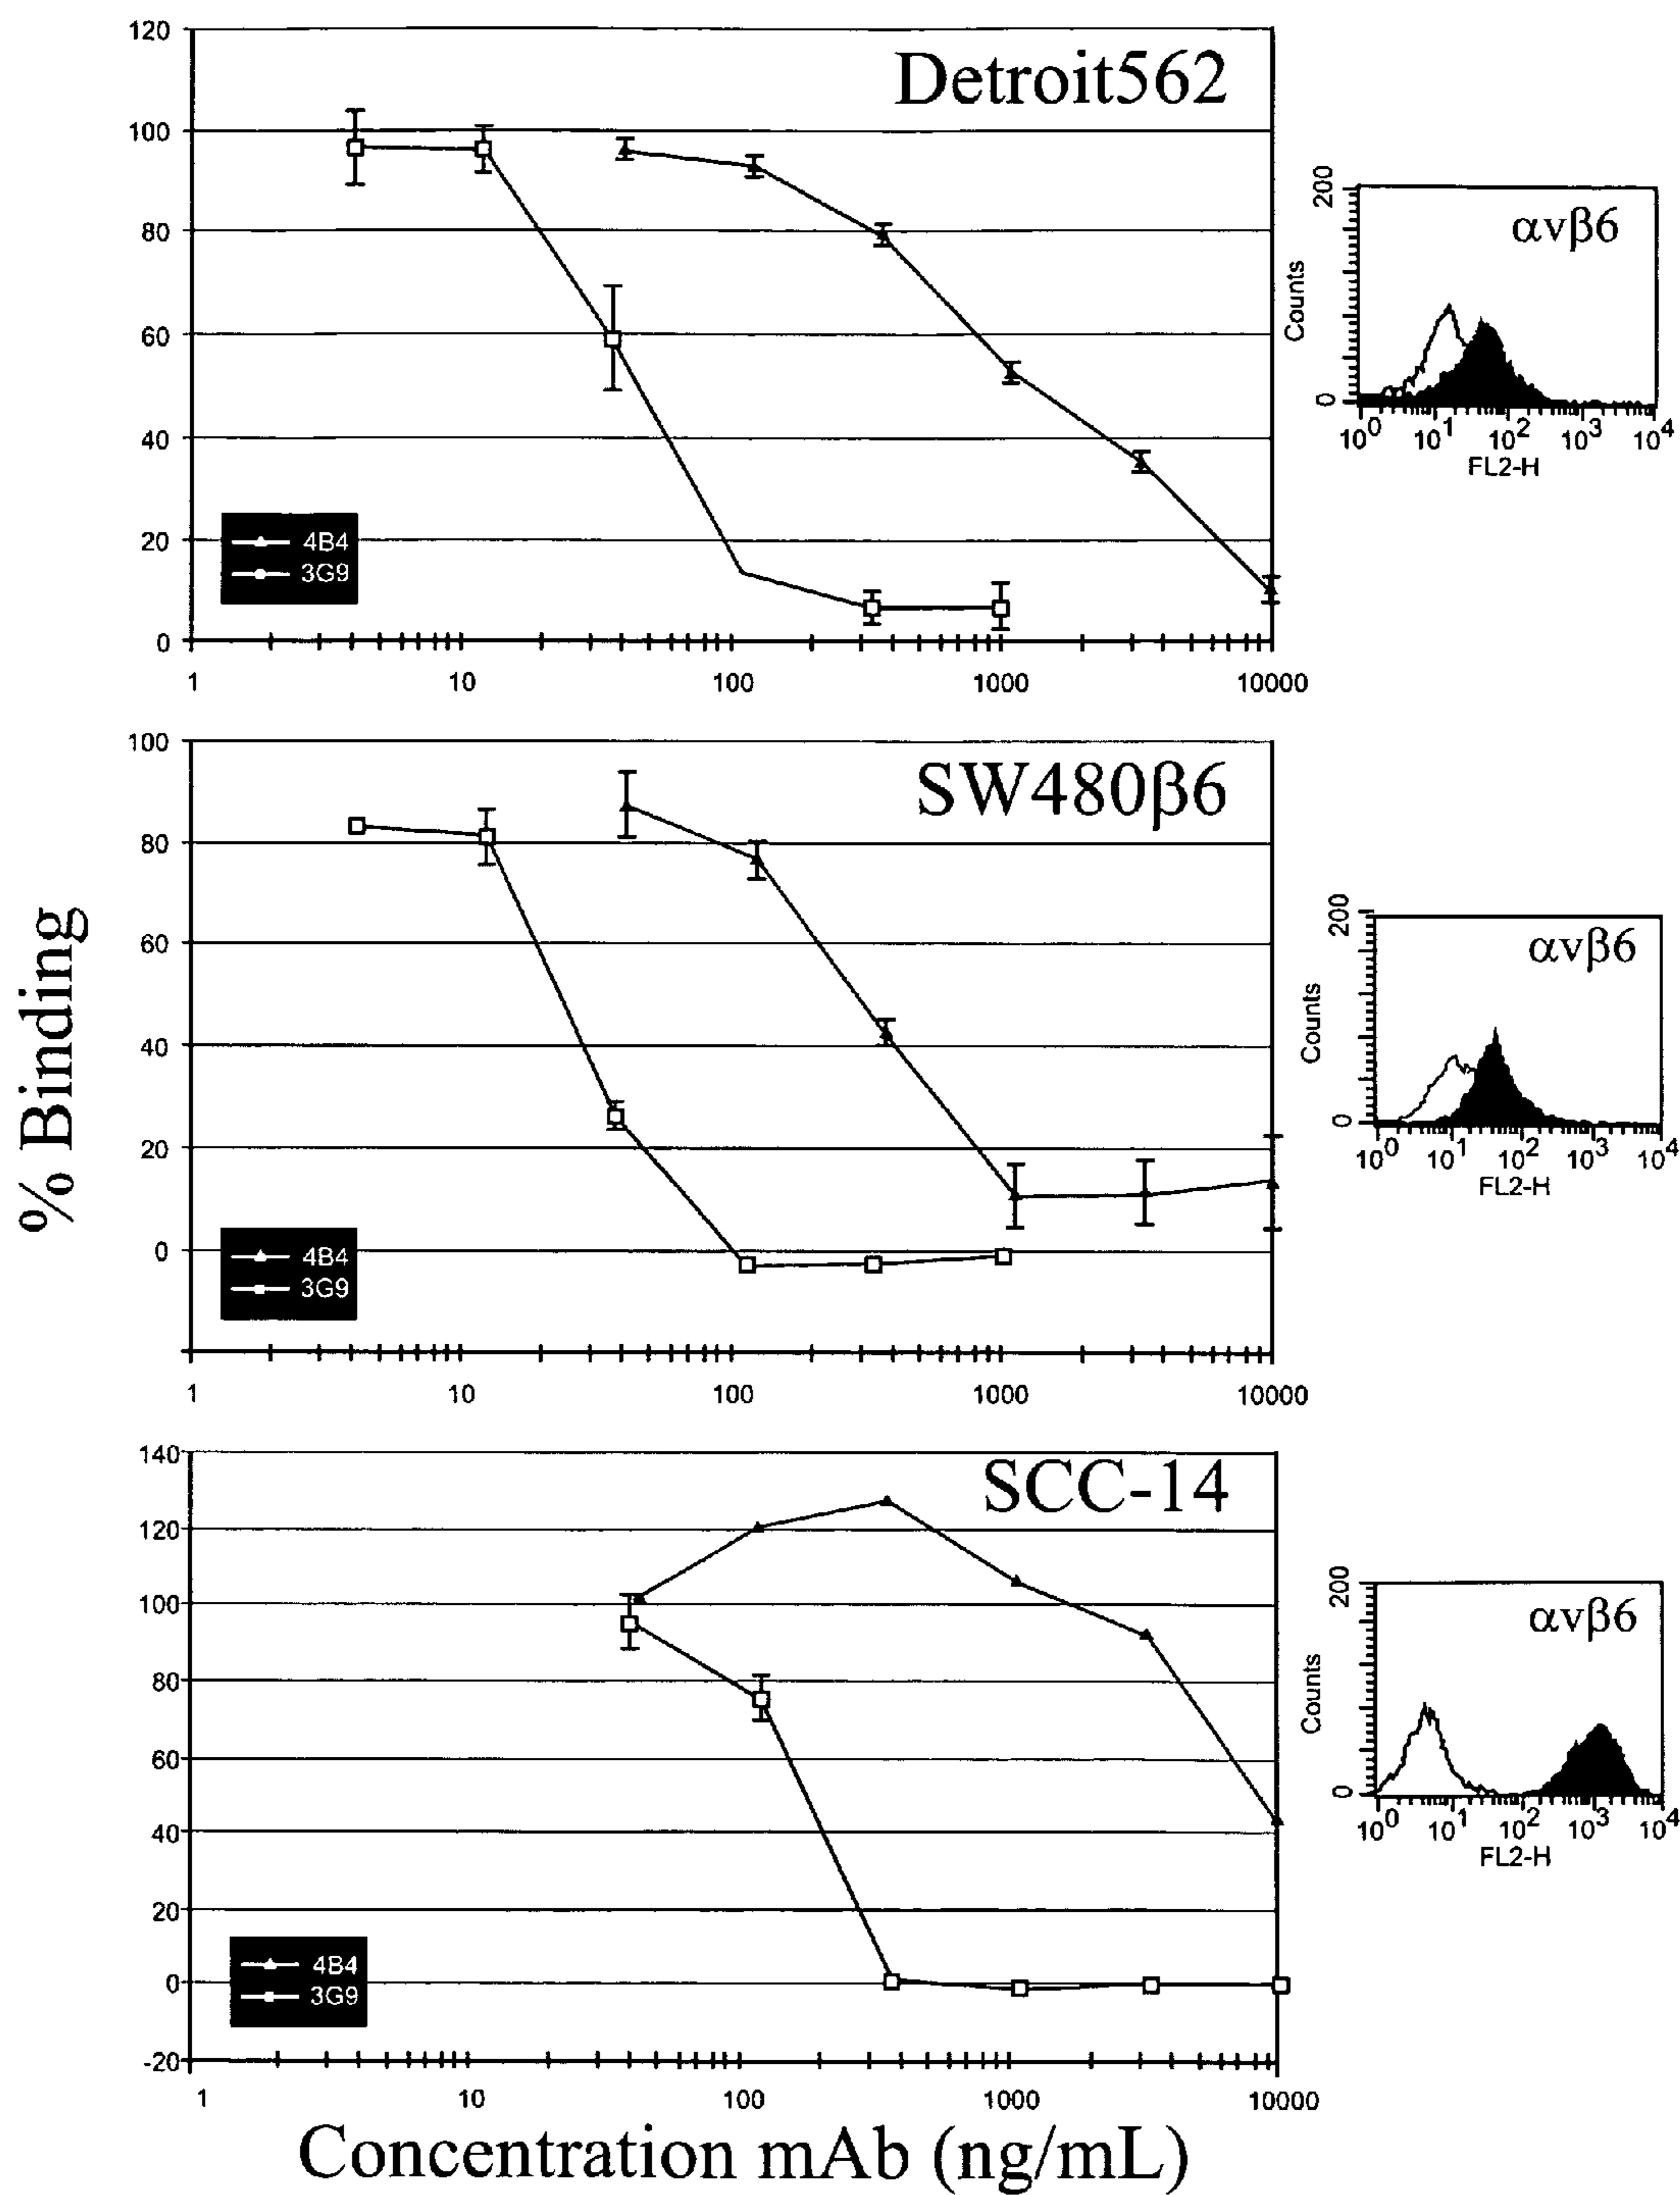 Detroit562
120
100
80
60
40
20
0
4B4
3G9
1 10 100 1000 10000
αvβ6
200
Counts
0
10^0 10^1 10^2 10^3 10^4
FL2-H
SW480β6
100
80
60
40
20
0
4B4
3G9
1 10 100 1000 10000
αvβ6
200
Counts
0
10^0 10^1 10^2 10^3 10^4
FL2-H
% Binding
SCC-14
140
120
100
80
60
40
20
0
-20
4B4
3G9
1 10 100 1000 10000
αvβ6
200
Counts
0
10^0 10^1 10^2 10^3 10^4
FL2-H
Concentration mAb (ng/mL)